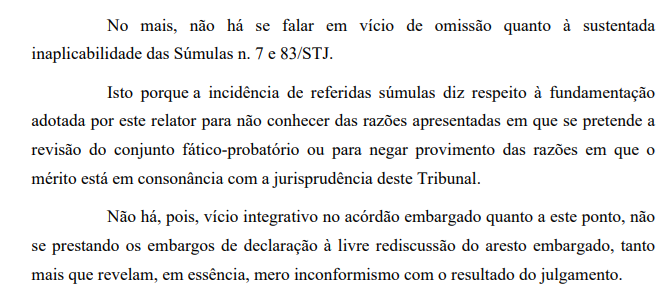 No mais, não há se falar em vício de omissão quanto à sustentada
inaplicabilidade das Súmulas n. 7 e 83/STJ.
Isto porque a incidência de referidas súmulas diz respeito à fundamentação
adotada por este relator para não conhecer das razões apresentadas em que se pretende a
revisão do conjunto fático-probatório ou para negar provimento das razões em que o
mérito está em consonância com a jurisprudência deste Tribunal.
Não há, pois, vício integrativo no acórdão embargado quanto a este ponto, não
se prestando os embargos de declaração à livre rediscussão do aresto embargado, tanto
mais que revelam, em essência, mero inconformismo com o resultado do julgamento.